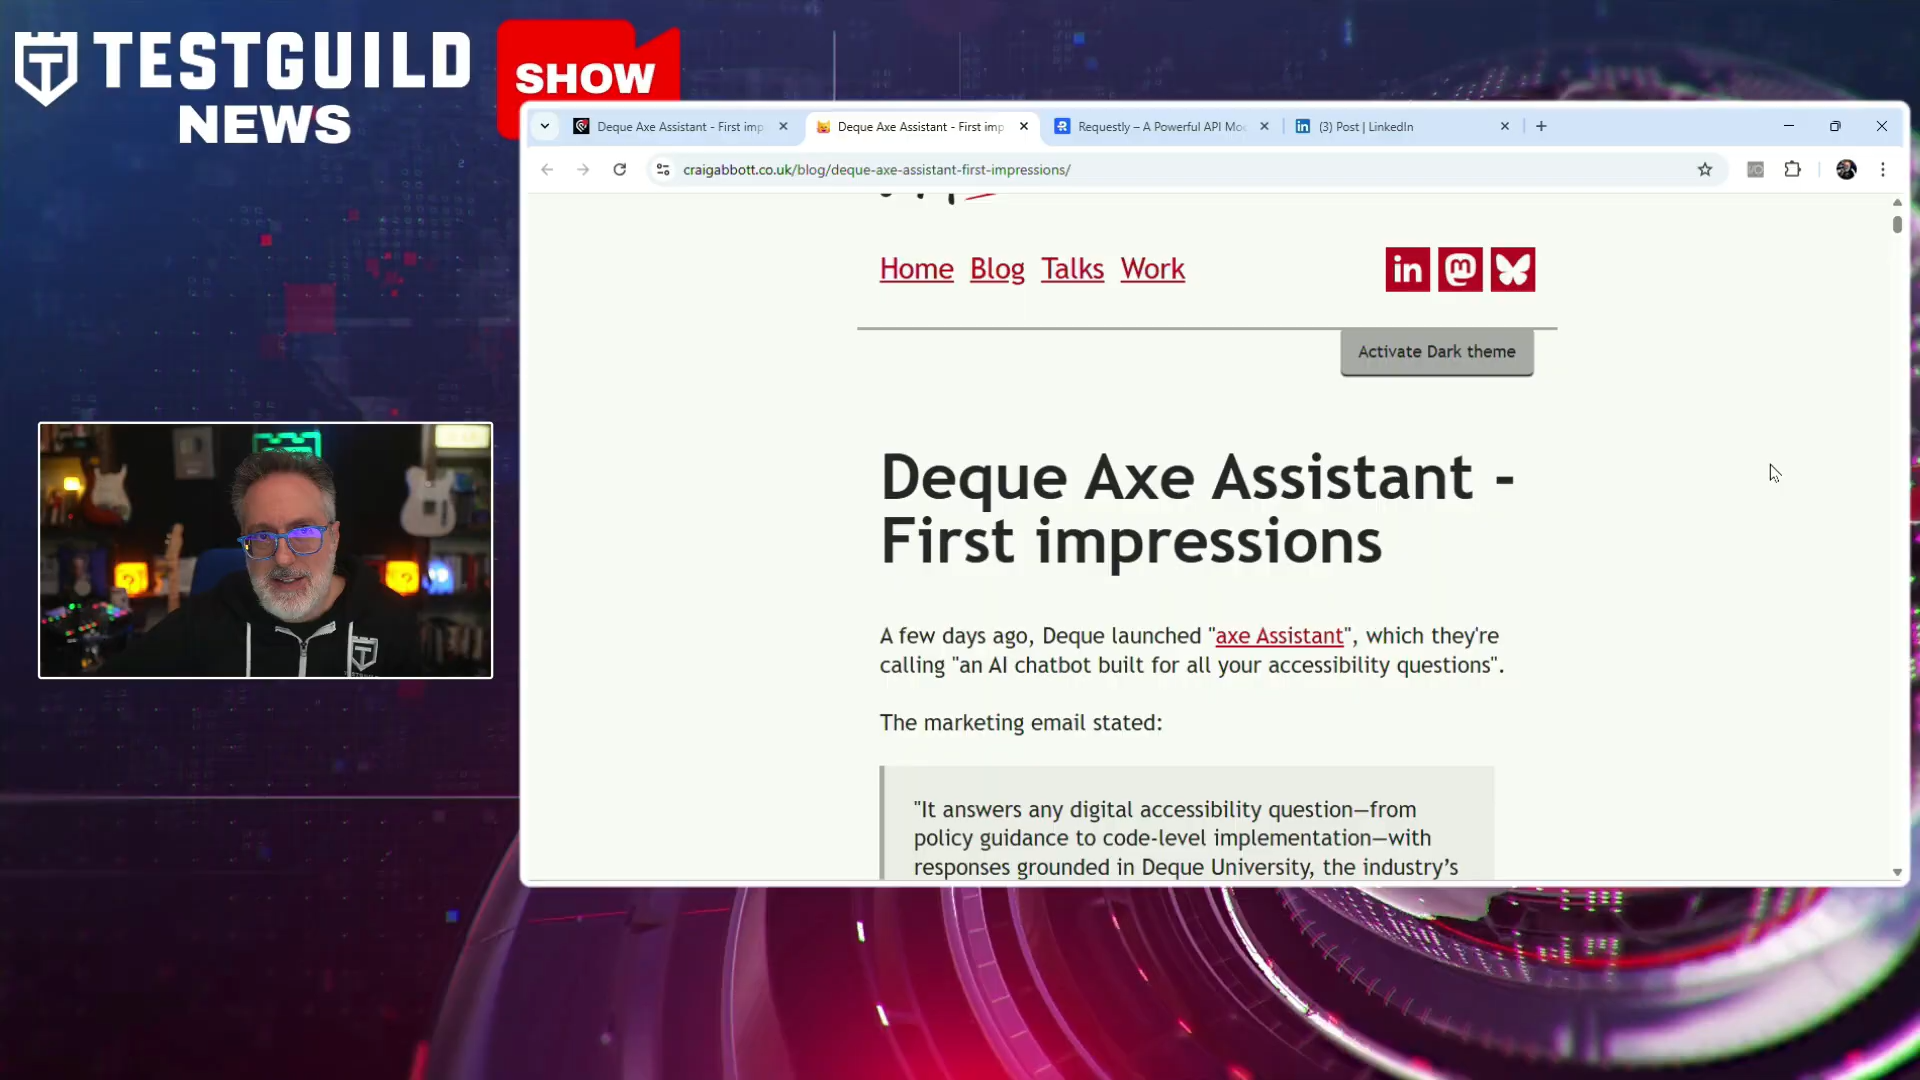 TESTGUILD
NEWS
SHOW
Deque Axe Assistant - First imp
Deque Axe Assistant - First imp
Requestly – A Powerful API Mo
(3) Post | LinkedIn
craigabbott.co.uk/blog/deque-axe-assistant-first-impressions/
Home Blog Talks Work
Activate Dark theme
Deque Axe Assistant -
First impressions
A few days ago, Deque launched "axe Assistant", which they're
calling "an AI chatbot built for all your accessibility questions".
The marketing email stated:
"It answers any digital accessibility question—from
policy guidance to code-level implementation—with
responses grounded in Deque University, the industry’s